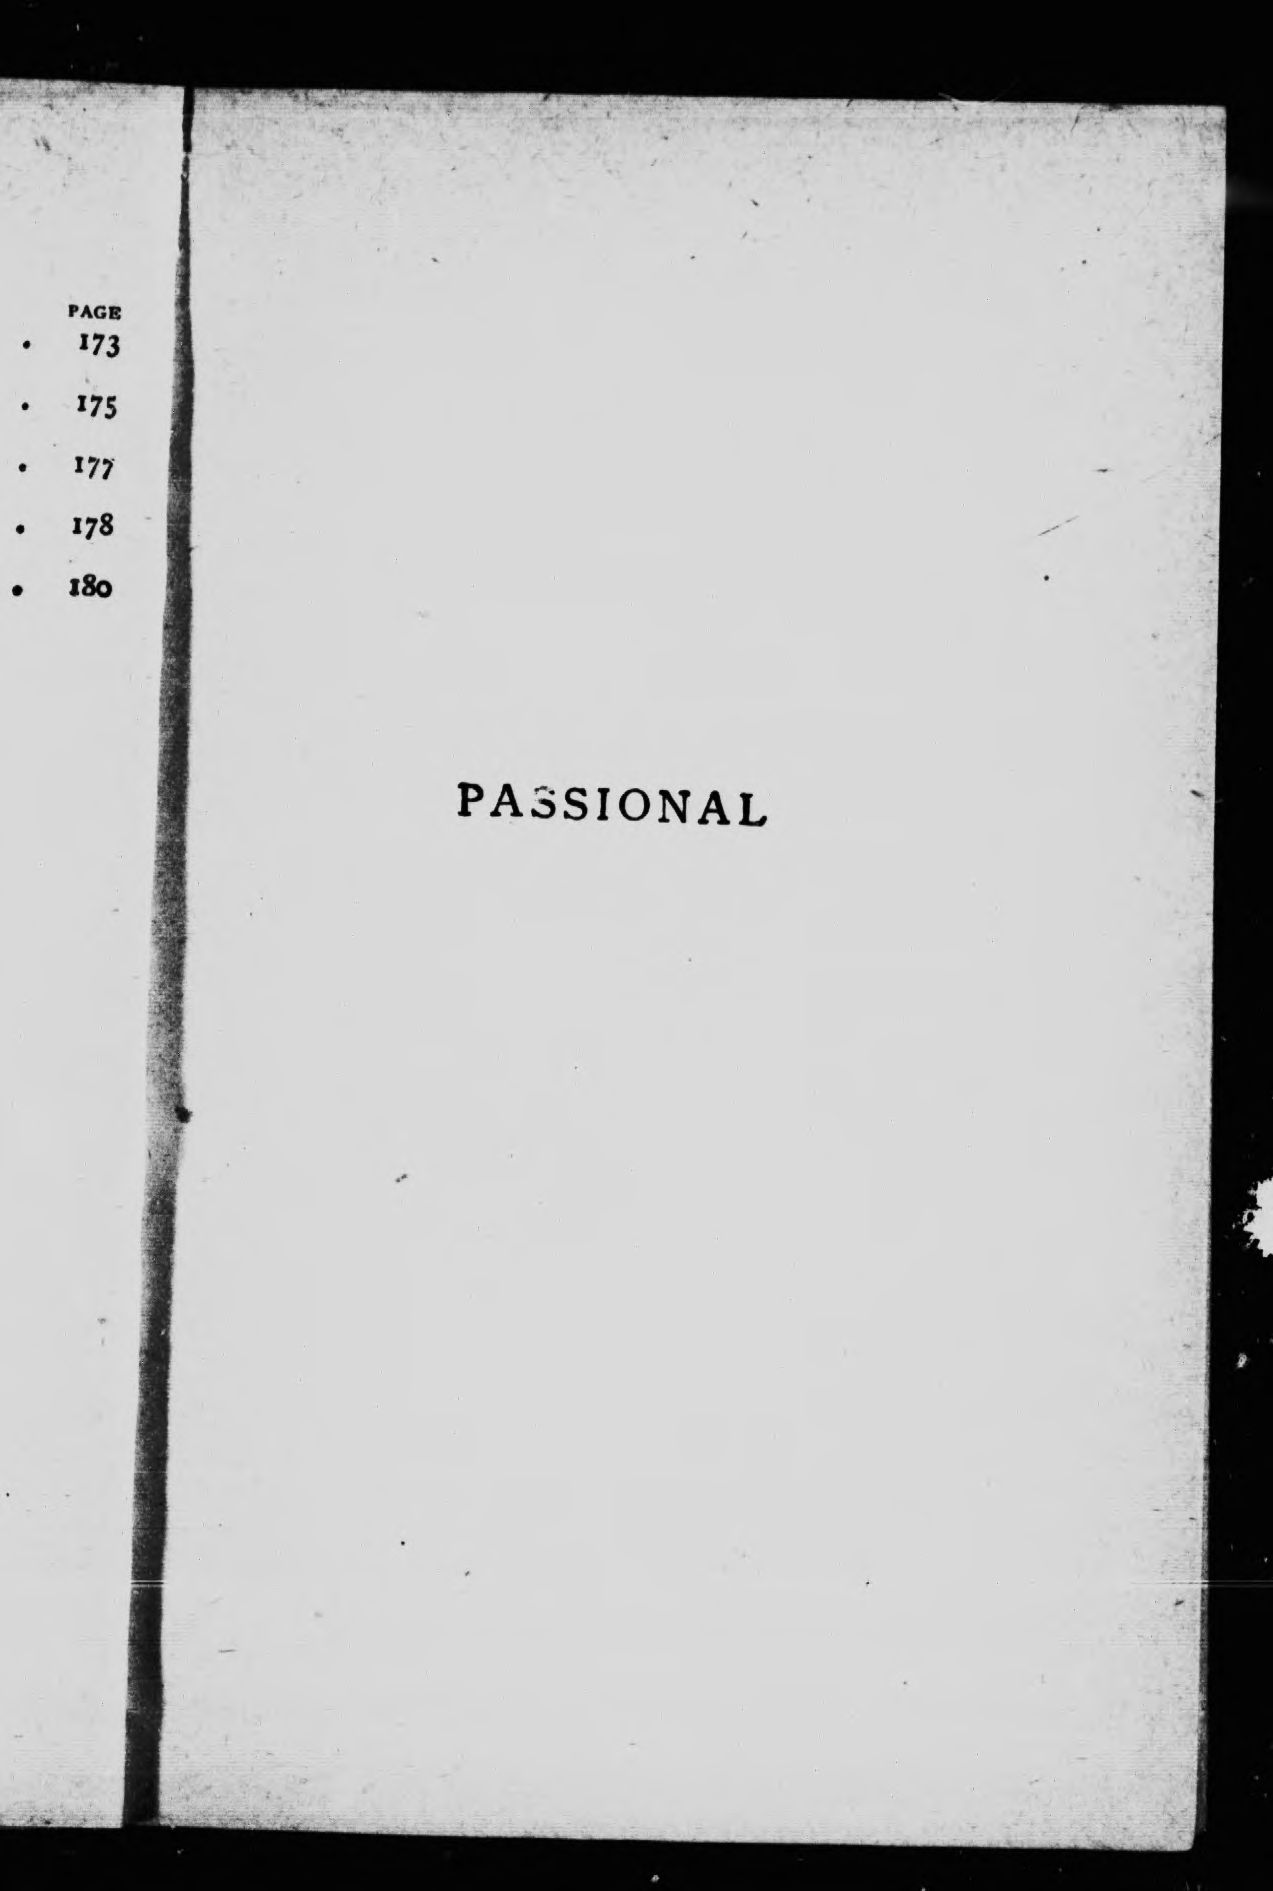 PAGE
. 173
. 175
. 177
. 178
. 180
PASSIONAL